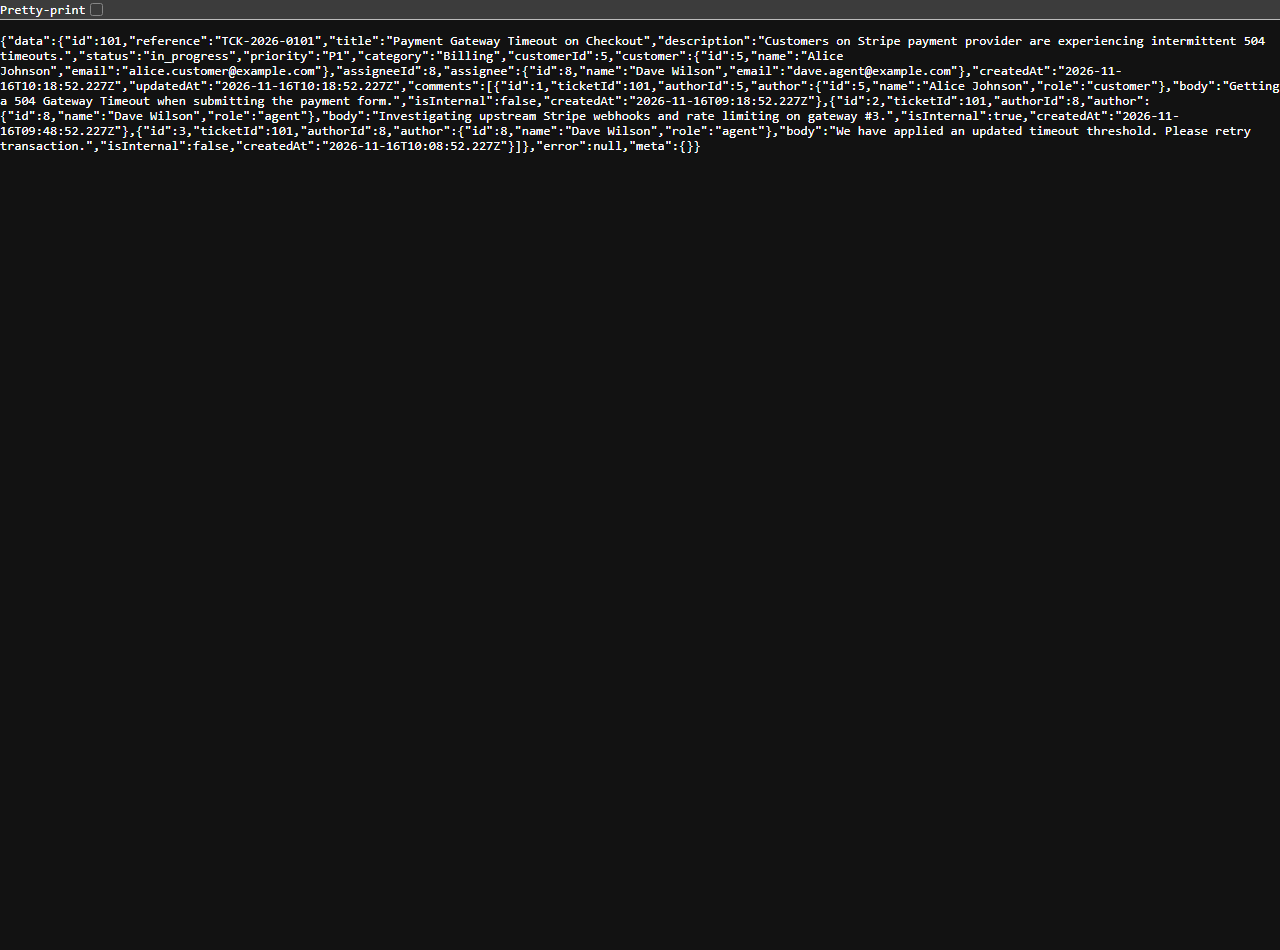 Pretty-print
{"data":{"id":101,"reference":"TCK-2026-0101","title":"Payment Gateway Timeout on Checkout","description":"Customers on Stripe payment provider are experiencing intermittent 504
timeouts.","status":"in_progress","priority":"P1","category":"Billing","customerId":5,"customer":{"id":5,"name":"Alice
Johnson","email":"alice.customer@example.com"},"assigneeId":8,"assignee":{"id":8,"name":"Dave Wilson","email":"dave.agent@example.com"},"createdAt":"2026-11-
16T10:18:52.227Z","updatedAt":"2026-11-16T10:18:52.227Z","comments":[{"id":1,"ticketId":101,"authorId":5,"author":{"id":5,"name":"Alice Johnson","role":"customer"},"body":"Getting
a 504 Gateway Timeout when submitting the payment form.","isInternal":false,"createdAt":"2026-11-16T09:18:52.227Z"},{"id":2,"ticketId":101,"authorId":8,"author":
{"id":8,"name":"Dave Wilson","role":"agent"},"body":"Investigating upstream Stripe webhooks and rate limiting on gateway #3.","isInternal":true,"createdAt":"2026-11-
16T09:48:52.227Z"},{"id":3,"ticketId":101,"authorId":8,"author":{"id":8,"name":"Dave Wilson","role":"agent"},"body":"We have applied an updated timeout threshold. Please retry
transaction.","isInternal":false,"createdAt":"2026-11-16T10:08:52.227Z"}]},"error":null,"meta":{}}